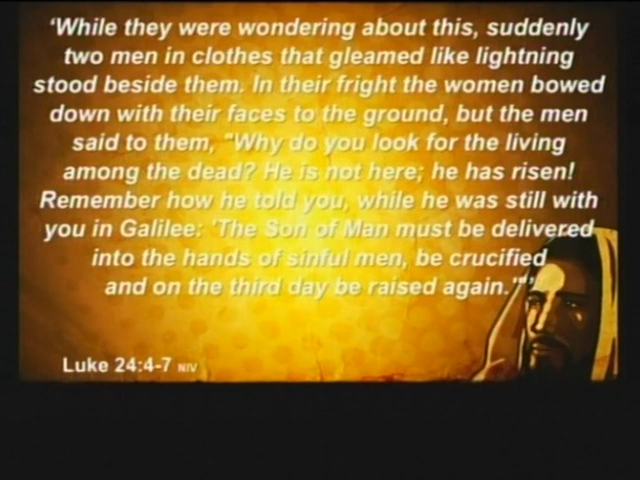 ‘While they were wondering about this, suddenly
two men in clothes that gleamed like lightning
stood beside them. In their fright the women bowed
down with their faces to the ground, but the men
said to them, “Why do you look for the living
among the dead? He is not here; he has risen!
Remember how he told you, while he was still with
you in Galilee: ‘The Son of Man must be delivered
into the hands of sinful men, be crucified
and on the third day be raised again.’”’
Luke 24:4-7 NIV